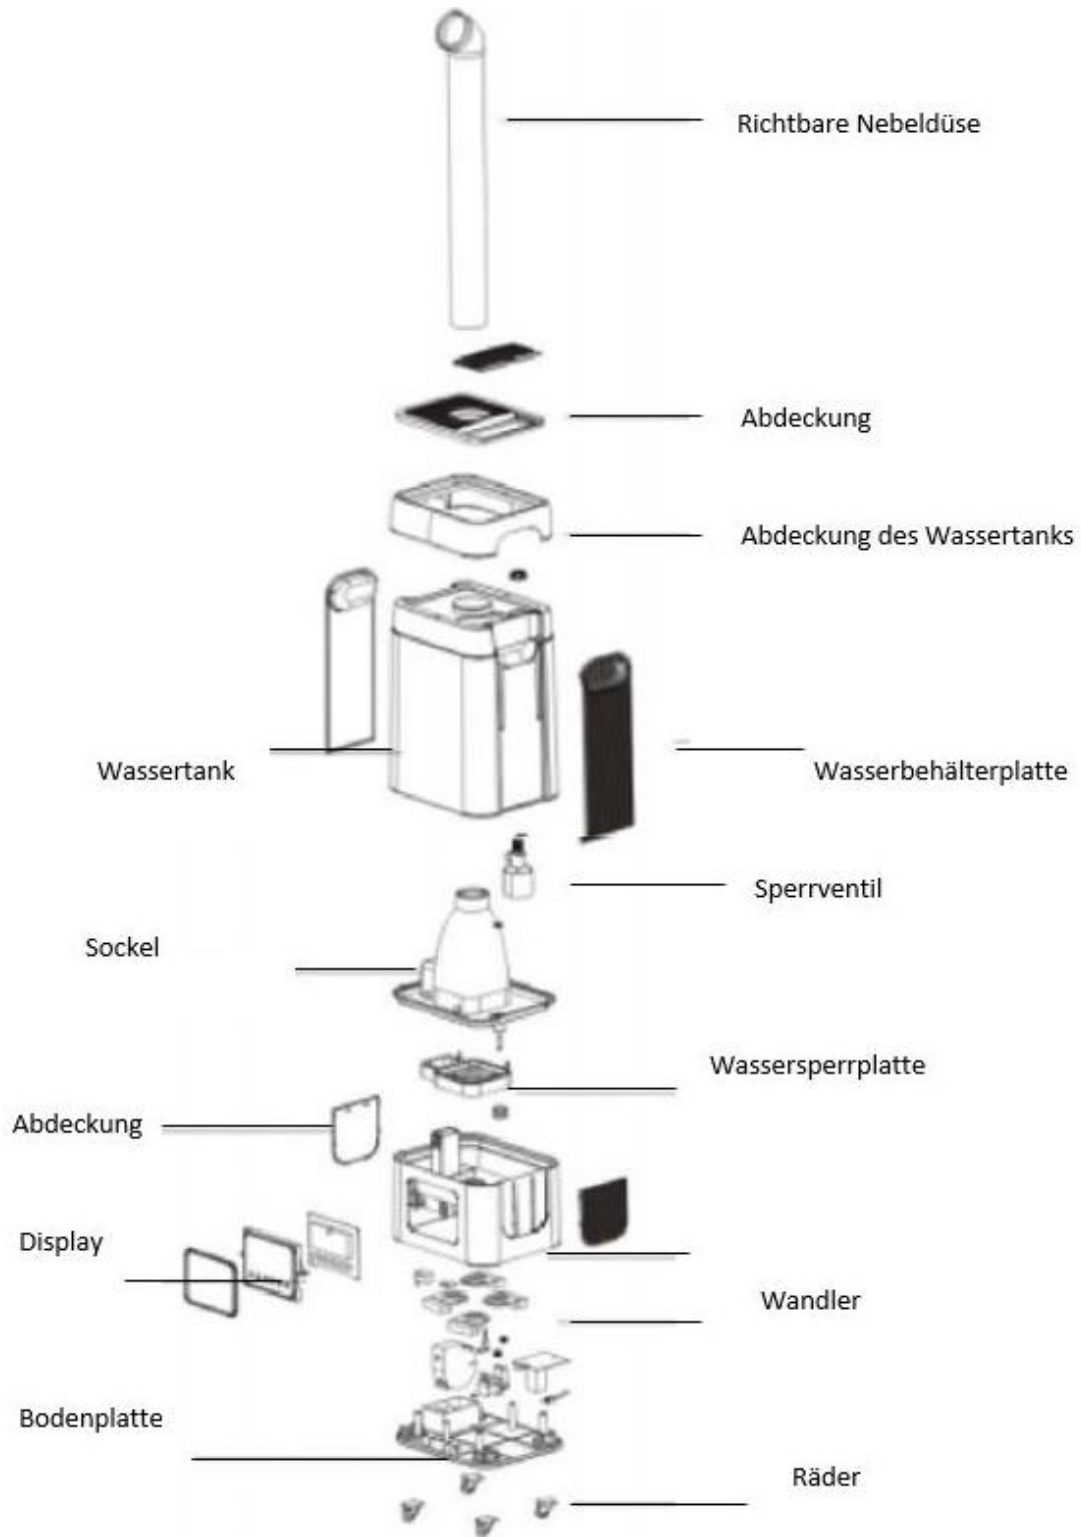 Richtbare Nebeldüse
Abdeckung
Abdeckung des Wassertanks
Wassertank
Wasserbehälterplatte
Sperrventil
Sockel
Wassersperrplatte
Abdeckung
Display
Wandler
Bodenplatte
Räder